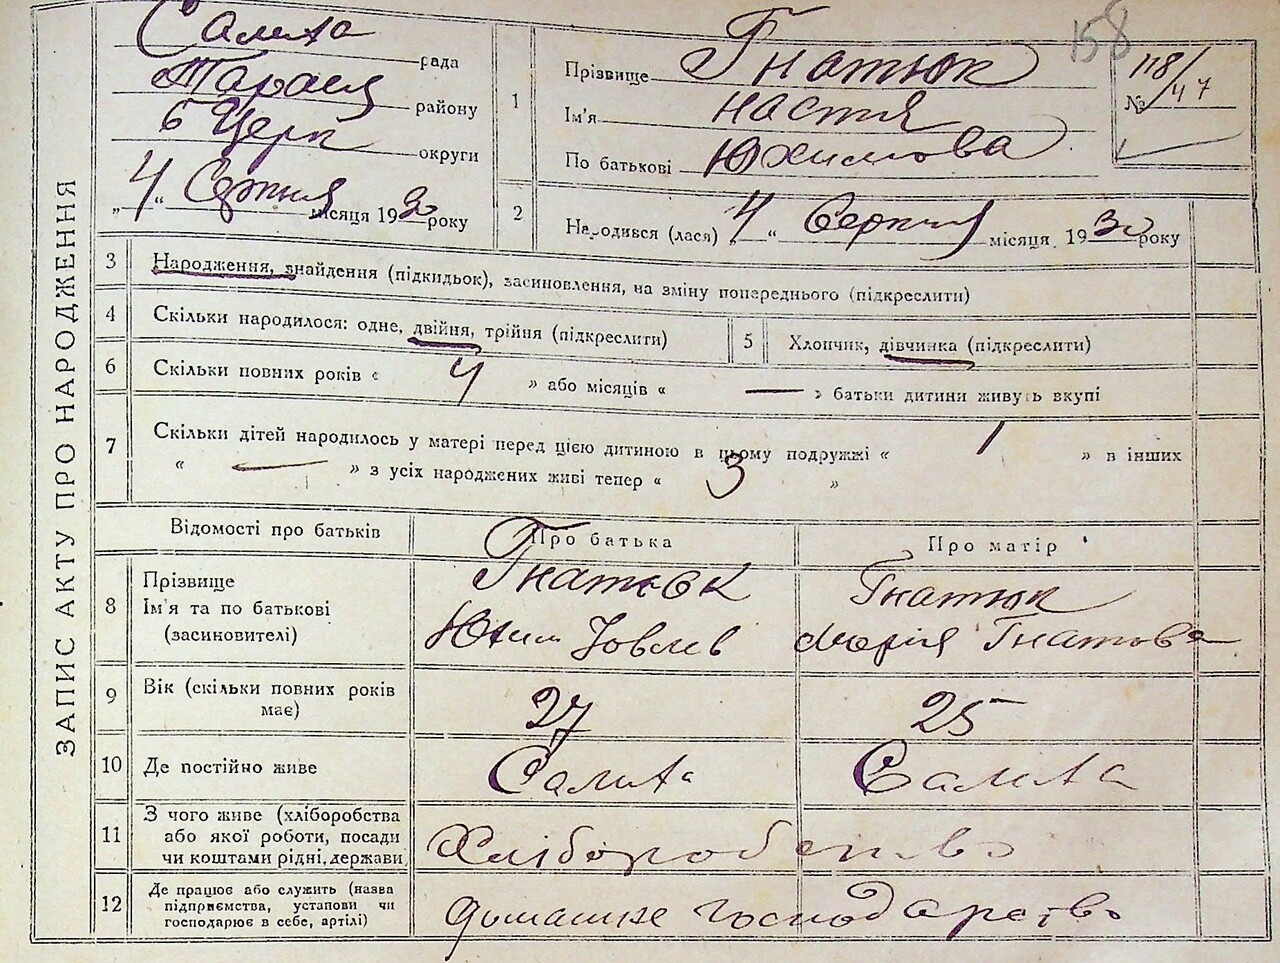 ЗАПИС АКТУ ПРО НАРОДЖЕННЯ
158
Салиха рада
район​у
Б Церк округи
„4“ Серпня місяця 1930 року
1 Прізвище Гнатюк
Ім'я Настя
По батькові Юхимова
№ 118/47
2 Народився (лася) „4“ Серпня місяця 1930 року
3 Народження, знайдення (підкидьок), засиновлення, на зміну попереднього (підкреслити)
4 Скільки народилося: одне, двійня, трійня (підкреслити)
5 Хлопчик, дівчинка (підкреслити)
6 Скільки повних років « 4 » або місяців « — » батьки дитини живуть вкупі
7 Скільки дітей народилось у матері перед цією дитиною в цьому подружжі « 1 » в інших
« — » з усіх народжених живі тепер « 3 »
Відомості про батьків Про батька Про матір
8 Прізвище Гнатюк Гнатюк
Ім'я та по батькові Юхим Іовлев Марія Гнатова
(засиновителі)
9 Вік (скільки повних років має) 27 25
10 Де постійно живе Салиха Салиха
11 З чого живе (хліборобства
або якої роботи, посади
чи коштами рідні, держави Хліборобство
12 Де працює або служить (назва
підприємства, установи чи
господарює в себе, артілі) домашнє господарство